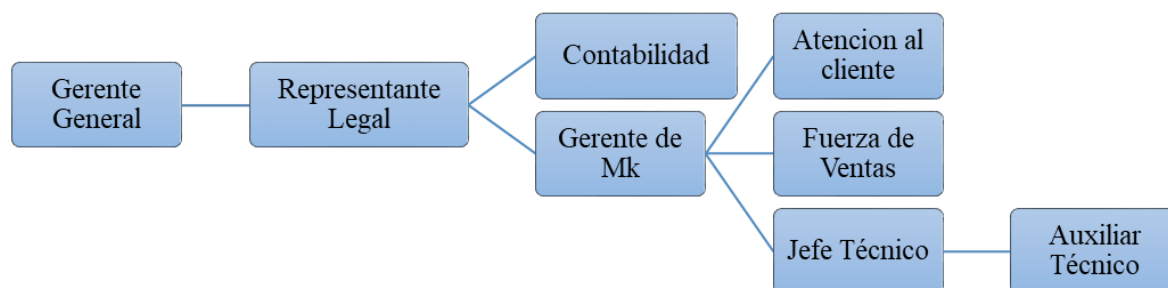 Gerente
General
Representante
Legal
Contabilidad
Gerente de
Mk
Atencion al
cliente
Fuerza de
Ventas
Jefe Técnico
Auxiliar
Técnico